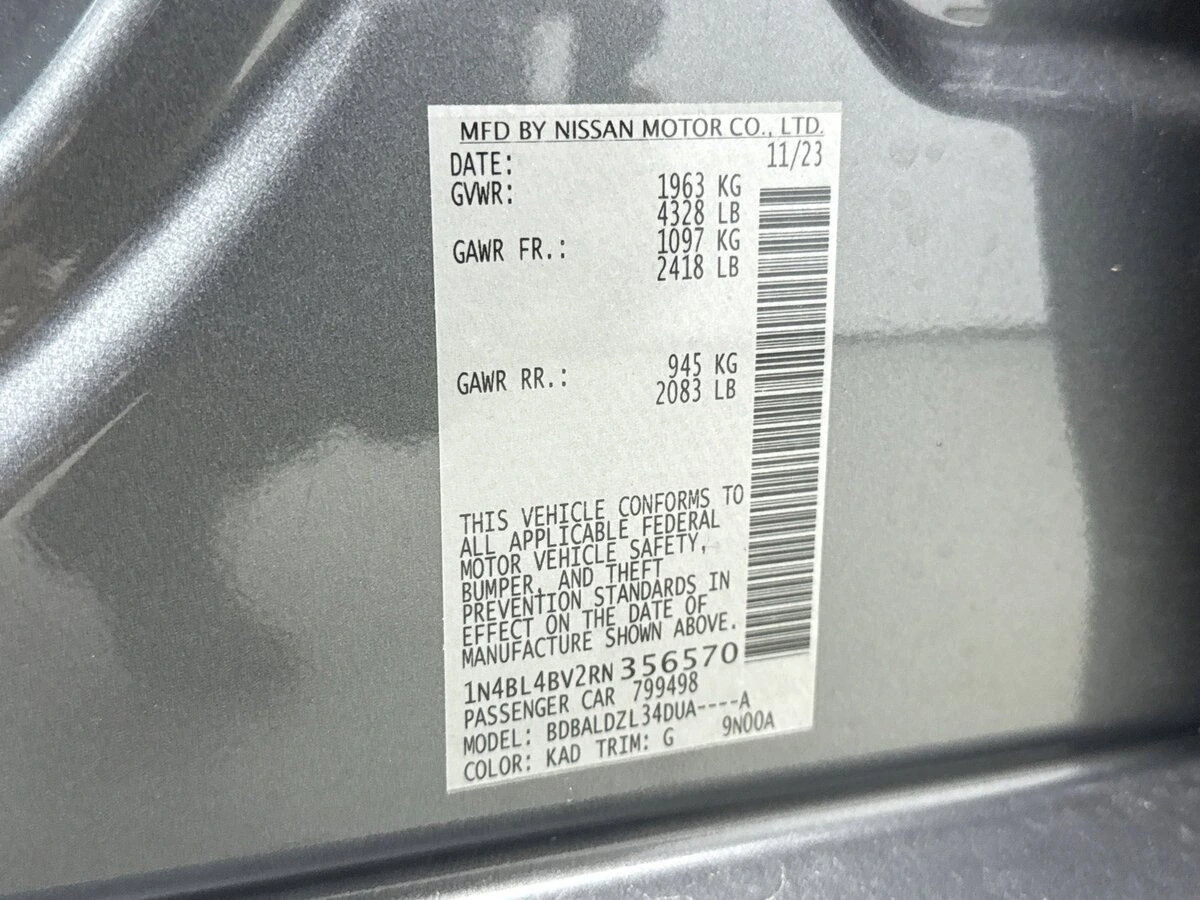 MFD BY NISSAN MOTOR CO., LTD.
DATE: 11/23
GVWR: 1963 KG
4328 LB
GAWR FR.: 1097 KG
2418 LB
GAWR RR.: 945 KG
2083 LB
THIS VEHICLE CONFORMS TO
ALL APPLICABLE FEDERAL
MOTOR VEHICLE SAFETY,
BUMPER, AND THEFT
PREVENTION STANDARDS IN
EFFECT ON THE DATE OF
MANUFACTURE SHOWN ABOVE.
1N4BL4BV2RN356570
PASSENGER CAR 799498
MODEL: BDBALDZL34DUA----A
COLOR: KAD TRIM: G 9N00A